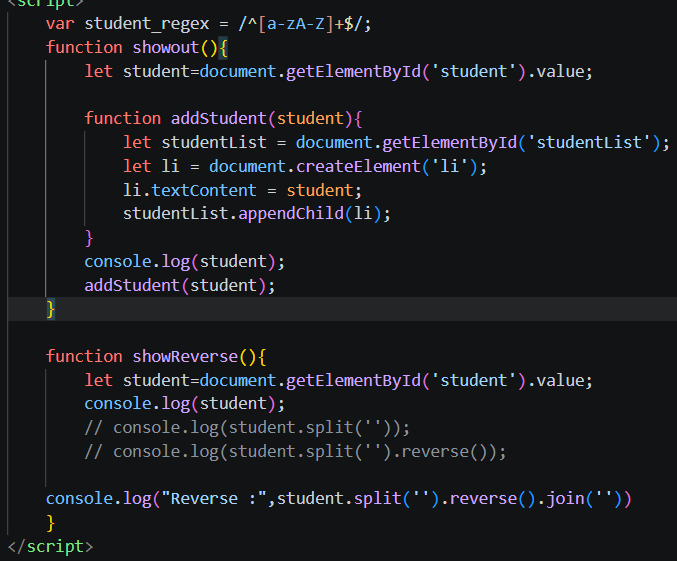 <script>
var student_regex = /^[a-zA-Z]+$/;
function showout(){
let student=document.getElementById('student').value;
function addStudent(student){
let studentList = document.getElementById('studentList');
let li = document.createElement('li');
li.textContent = student;
studentList.appendChild(li);
}
console.log(student);
addStudent(student);
}
function showReverse(){
let student=document.getElementById('student').value;
console.log(student);
// console.log(student.split(''));
// console.log(student.split('').reverse());
console.log("Reverse :",student.split('').reverse().join(''))
}
</script>